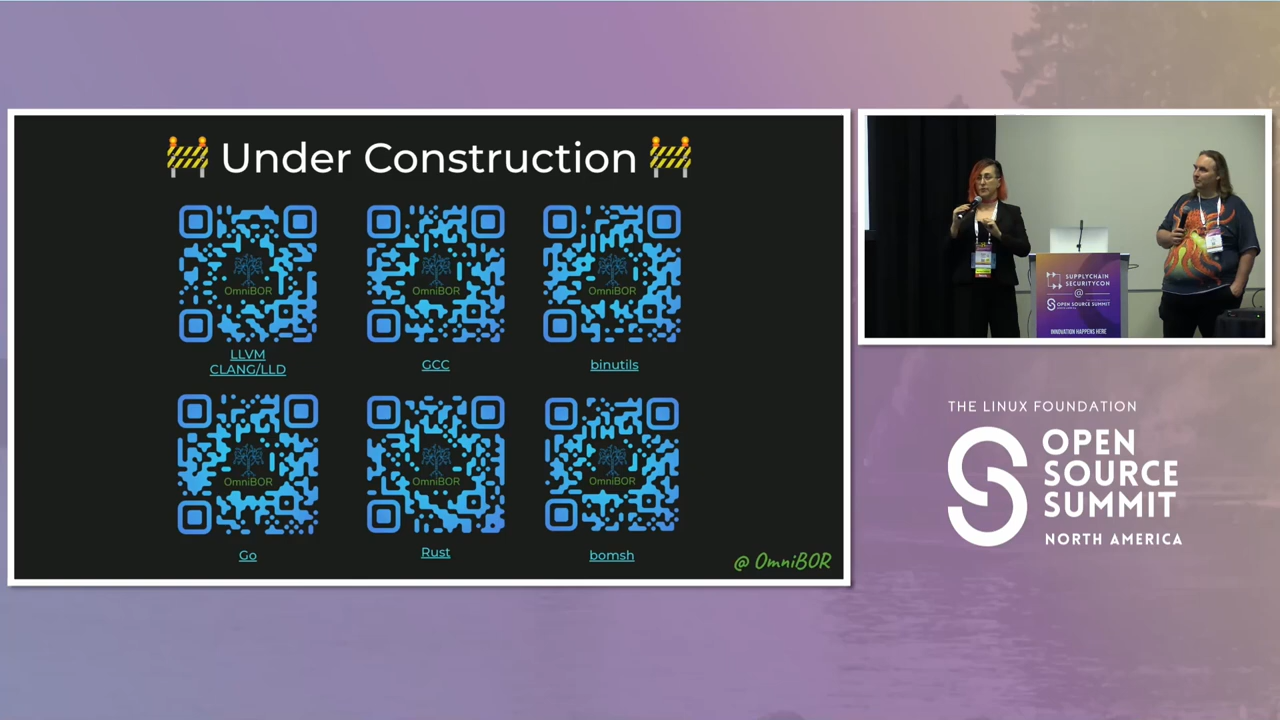 Under Construction
OmniBOR
OmniBOR
OmniBOR
LLVM
CLANG/LLD
GCC
binutils
OmniBOR
OmniBOR
OmniBOR
Go
Rust
bomsh
@ OmniBOR
SUPPLYCHAIN
SECURITYCON
@
OPEN SOURCE SUMMIT
INNOVATION HAPPENS HERE
THE LINUX FOUNDATION
OPEN
SOURCE
SUMMIT
NORTH AMERICA